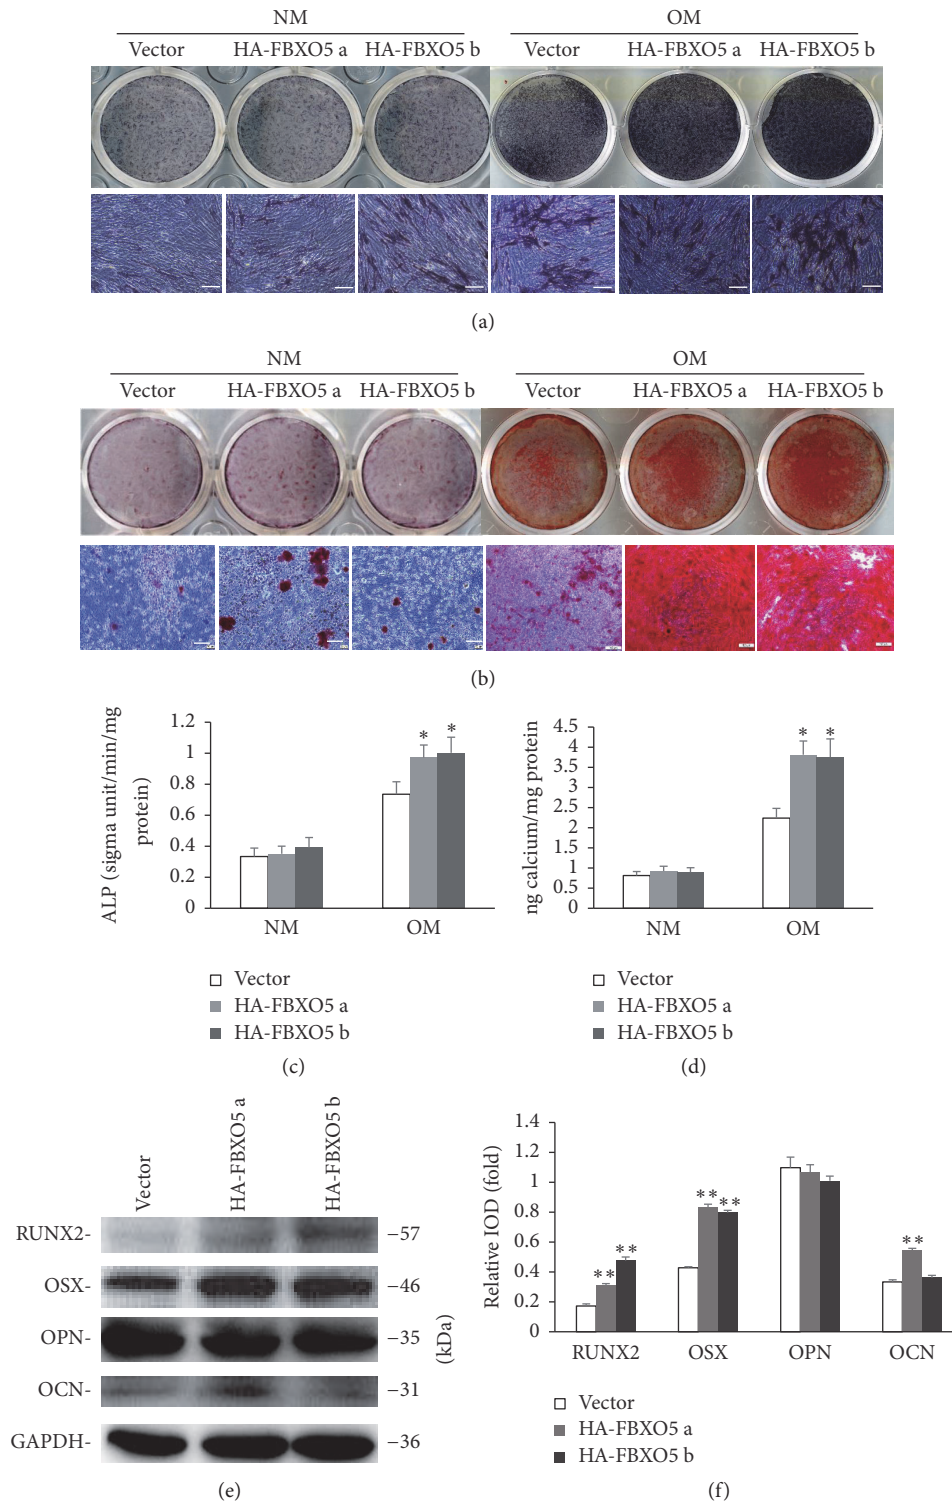 NM OM
Vector HA-FBXO5 a HA-FBXO5 b Vector HA-FBXO5 a HA-FBXO5 b
(a)
NM OM
Vector HA-FBXO5 a HA-FBXO5 b Vector HA-FBXO5 a HA-FBXO5 b
(b)
ALP (sigma unit/min/mg
protein)
1.2
1
0.8
0.6
0.4
0.2
0
* *
NM OM
Vector
HA-FBXO5 a
HA-FBXO5 b
(c)
ng calcium/mg protein
4.5
4
3.5
3
2.5
2
1.5
1
0.5
0
* *
NM OM
Vector
HA-FBXO5 a
HA-FBXO5 b
(d)
Vector
HA-FBXO5 a
HA-FBXO5 b
RUNX2- –57
OSX- –46
OPN- –35
OCN- –31
GAPDH- –36
(kDa)
(e)
Relative IOD (fold)
1.4
1.2
1
0.8
0.6
0.4
0.2
0
** **
** **
**
RUNX2 OSX OPN OCN
Vector
HA-FBXO5 a
HA-FBXO5 b
(f)